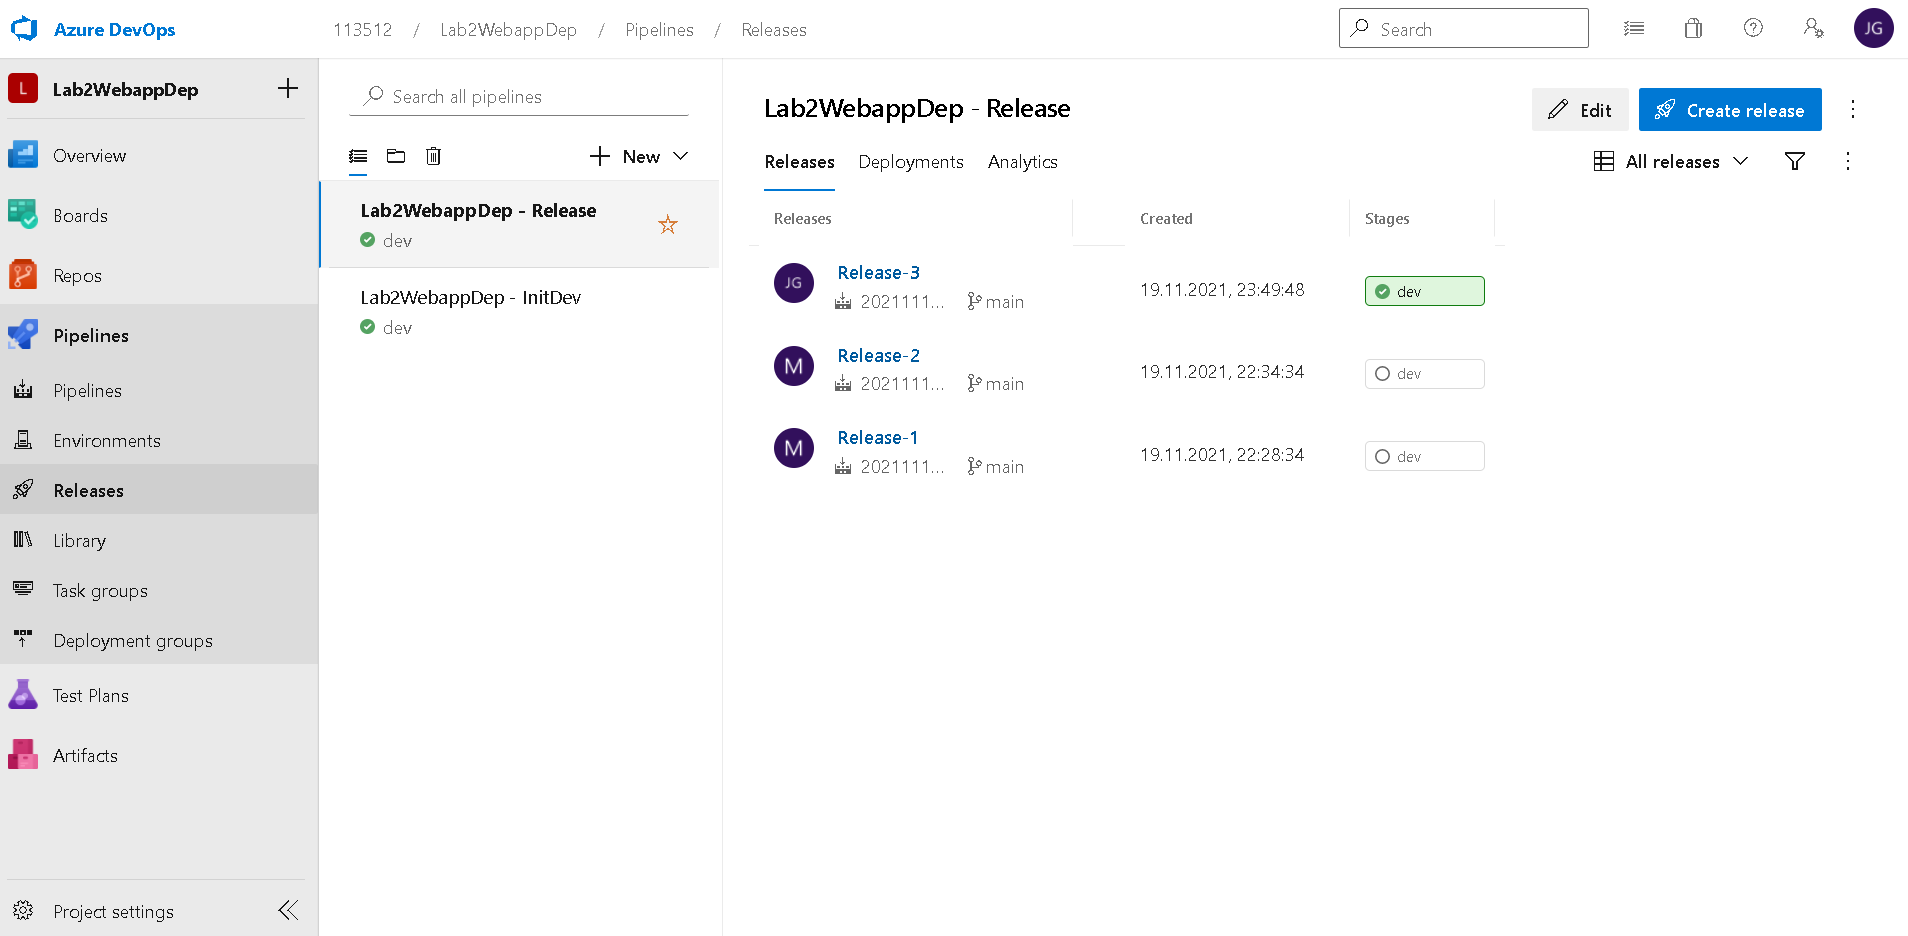 Azure DevOps
113512 / Lab2WebappDep / Pipelines / Releases
Search
JG
L Lab2WebappDep
Overview
Boards
Repos
Pipelines
Pipelines
Environments
Releases
Library
Task groups
Deployment groups
Test Plans
Artifacts
Project settings
Search all pipelines
New
Lab2WebappDep - Release
dev
Lab2WebappDep - InitDev
dev
Lab2WebappDep - Release
Edit
Create release
Releases Deployments Analytics
All releases
Releases Created Stages
JG Release-3 19.11.2021, 23:49:48 dev
2021111... main
M Release-2 19.11.2021, 22:34:34 dev
2021111... main
M Release-1 19.11.2021, 22:28:34 dev
2021111... main